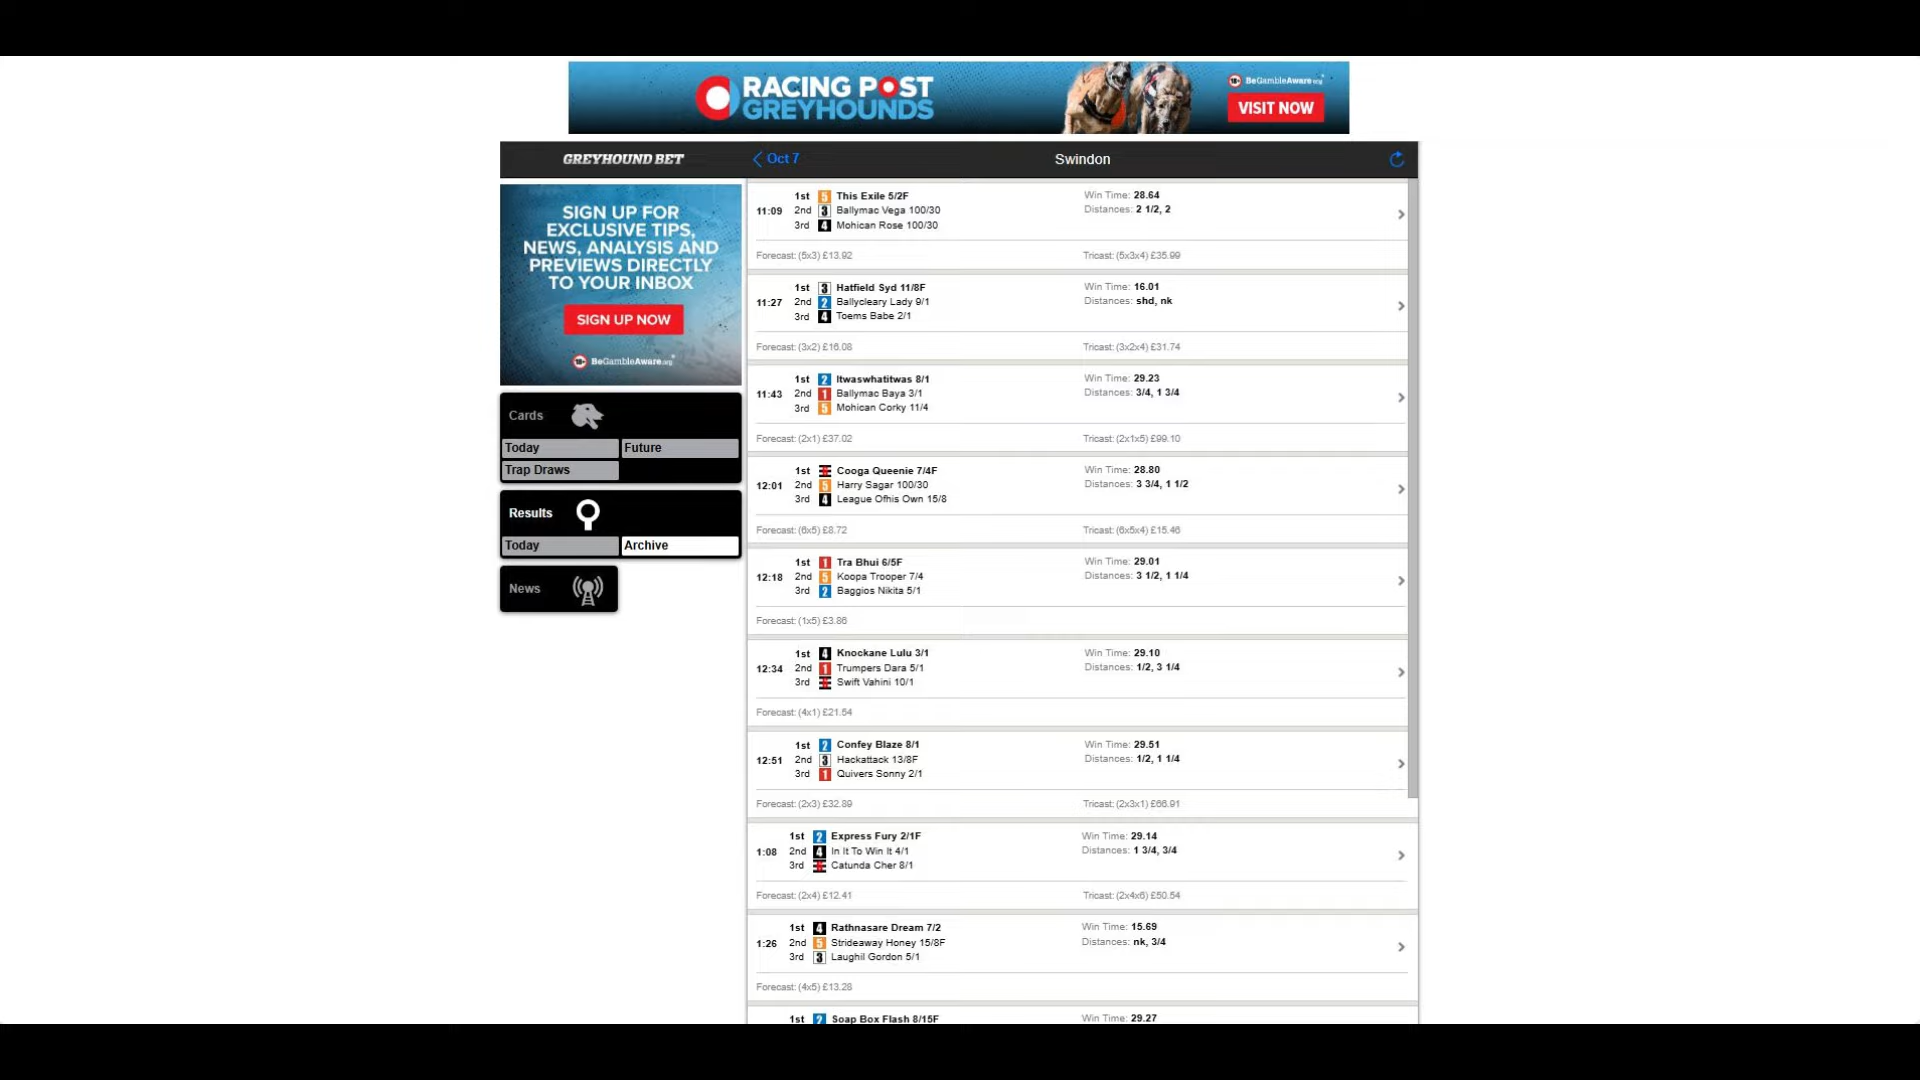 RACING POST
GREYHOUNDS
BeGambleAware.org
VISIT NOW
GREYHOUND BET
Oct 7
Swindon
SIGN UP FOR
EXCLUSIVE TIPS,
NEWS, ANALYSIS AND
PREVIEWS DIRECTLY
TO YOUR INBOX
SIGN UP NOW
BeGambleAware.org
Cards
Today
Future
Trap Draws
Results
Today
Archive
News
11:09
1st 5 This Exile 5/2F
2nd 3 Ballymac Vega 100/30
3rd 4 Mohican Rose 100/30
Win Time: 28.64
Distances: 2 1/2, 2
Forecast: (5x3) £13.92
Tricast: (5x3x4) £35.99
11:27
1st 3 Hatfield Syd 11/8F
2nd 2 Ballycleary Lady 9/1
3rd 4 Toems Babe 2/1
Win Time: 16.01
Distances: shd, nk
Forecast: (3x2) £16.08
Tricast: (3x2x4) £31.74
11:43
1st 2 Itwaswhatitwas 8/1
2nd 1 Ballymac Baya 3/1
3rd 5 Mohican Corky 11/4
Win Time: 29.23
Distances: 3/4, 1 3/4
Forecast: (2x1) £37.02
Tricast: (2x1x5) £99.10
12:01
1st 6 Cooga Queenie 7/4F
2nd 5 Harry Sagar 100/30
3rd 4 League Ofhis Own 15/8
Win Time: 28.80
Distances: 3 3/4, 1 1/2
Forecast: (6x5) £8.72
Tricast: (6x5x4) £15.46
12:18
1st 1 Tra Bhui 6/5F
2nd 5 Koopa Trooper 7/4
3rd 2 Baggios Nikita 5/1
Win Time: 29.01
Distances: 3 1/2, 1 1/4
Forecast: (1x5) £3.86
12:34
1st 4 Knockane Lulu 3/1
2nd 1 Trumpers Dara 5/1
3rd 6 Swift Vahini 10/1
Win Time: 29.10
Distances: 1/2, 3 1/4
Forecast: (4x1) £21.54
12:51
1st 2 Confey Blaze 8/1
2nd 3 Hackattack 13/8F
3rd 1 Quivers Sonny 2/1
Win Time: 29.51
Distances: 1/2, 1 1/4
Forecast: (2x3) £32.89
Tricast: (2x3x1) £66.91
1:08
1st 2 Express Fury 2/1F
2nd 4 In It To Win It 4/1
3rd 6 Catunda Cher 8/1
Win Time: 29.14
Distances: 1 3/4, 3/4
Forecast: (2x4) £12.41
Tricast: (2x4x6) £50.54
1:26
1st 4 Rathnasare Dream 7/2
2nd 5 Strideaway Honey 15/8F
3rd 3 Laughil Gordon 5/1
Win Time: 15.69
Distances: nk, 3/4
Forecast: (4x5) £13.28
1st 2 Soap Box Flash 8/15F
Win Time: 29.27